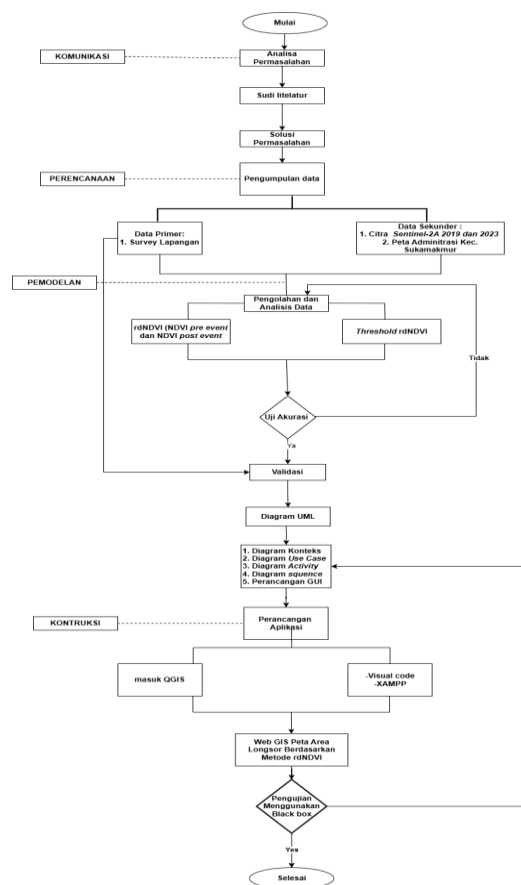 Mulai
KOMUNIKASI
Analisa
Permasalahan
Sudi litelatur
Solusi
Permasalahan
PERENCANAAN
Pengumpulan data
Data Primer:
1. Survey Lapangan
Data Sekunder :
1. Citra Sentinel-2A 2019 dan 2023
2. Peta Adminitrasi Kec.
Sukamakmur
PEMODELAN
Pengolahan dan
Analisis Data
rdNDVI (NDVI pre event
dan NDVI post event
Threshold rdNDVI
Tidak
Uji Akurasi
Ya
Validasi
Diagram UML
1. Diagram Konteks
2. Diagram Use Case
3. Diagram Activity
4. Diagram squence
5. Perancangan GUI
KONTRUKSI
Perancangan
Aplikasi
masuk QGIS
-Visual code
-XAMPP
Web GIS Peta Area
Longsor Berdasarkan
Metode rdNDVI
Pengujian
Menggunakan
Black box
Yes
Selesai